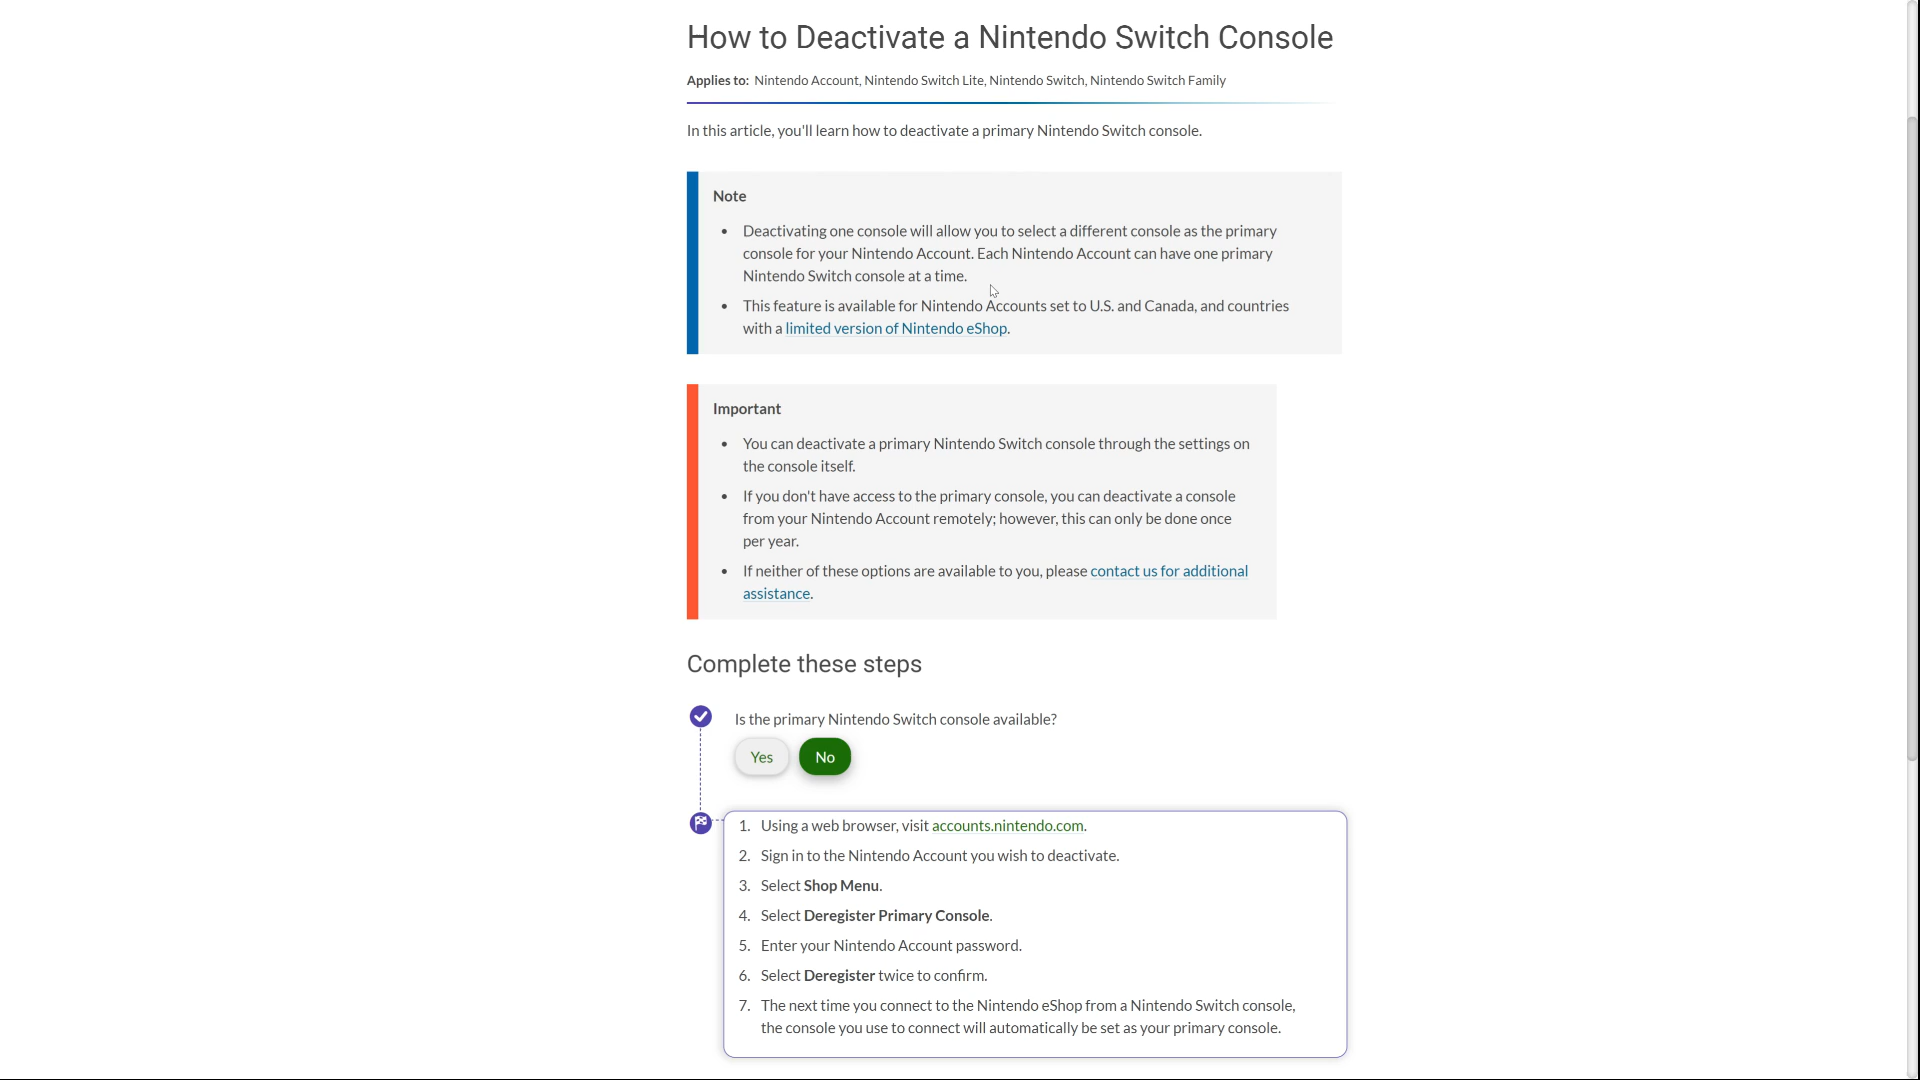 How to Deactivate a Nintendo Switch Console
Applies to: Nintendo Account, Nintendo Switch Lite, Nintendo Switch, Nintendo Switch Family
In this article, you'll learn how to deactivate a primary Nintendo Switch console.
Note
• Deactivating one console will allow you to select a different console as the primary
console for your Nintendo Account. Each Nintendo Account can have one primary
Nintendo Switch console at a time.
• This feature is available for Nintendo Accounts set to U.S. and Canada, and countries
with a limited version of Nintendo eShop.
Important
• You can deactivate a primary Nintendo Switch console through the settings on
the console itself.
• If you don't have access to the primary console, you can deactivate a console
from your Nintendo Account remotely; however, this can only be done once
per year.
• If neither of these options are available to you, please contact us for additional
assistance.
Complete these steps
Is the primary Nintendo Switch console available?
Yes No
1. Using a web browser, visit accounts.nintendo.com.
2. Sign in to the Nintendo Account you wish to deactivate.
3. Select Shop Menu.
4. Select Deregister Primary Console.
5. Enter your Nintendo Account password.
6. Select Deregister twice to confirm.
7. The next time you connect to the Nintendo eShop from a Nintendo Switch console,
the console you use to connect will automatically be set as your primary console.